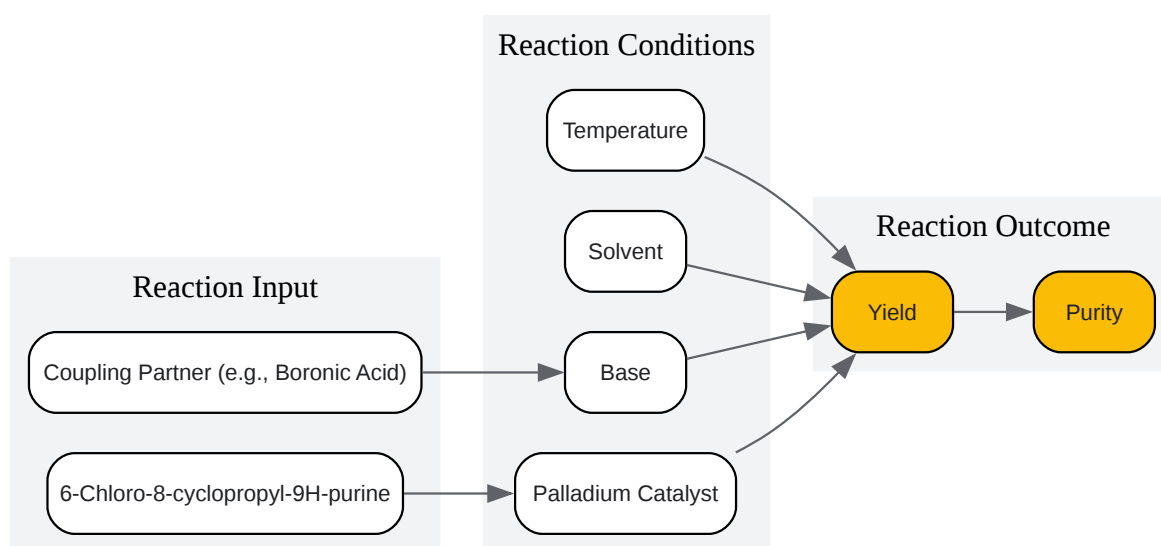 Reaction Conditions
Temperature
Solvent
Base
Palladium Catalyst
Reaction Input
Coupling Partner (e.g., Boronic Acid)
6-Chloro-8-cyclopropyl-9H-purine
Reaction Outcome
Yield
Purity